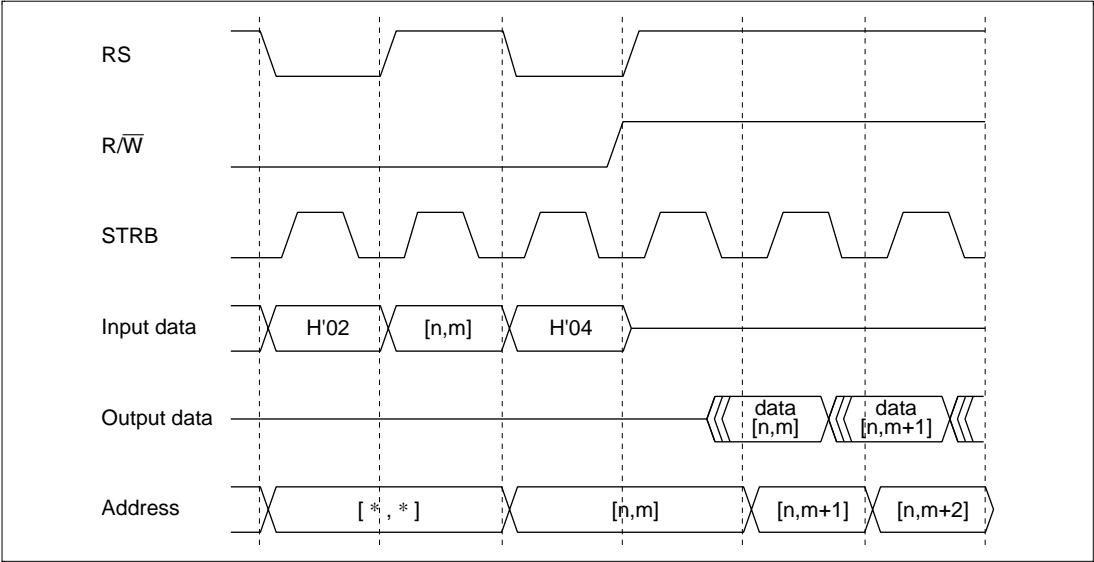 RS
R/W̅
STRB
Input data H'02 [n,m] H'04
Output data data [n,m] data [n,m+1]
Address [ * , * ] [n,m] [n,m+1] [n,m+2]